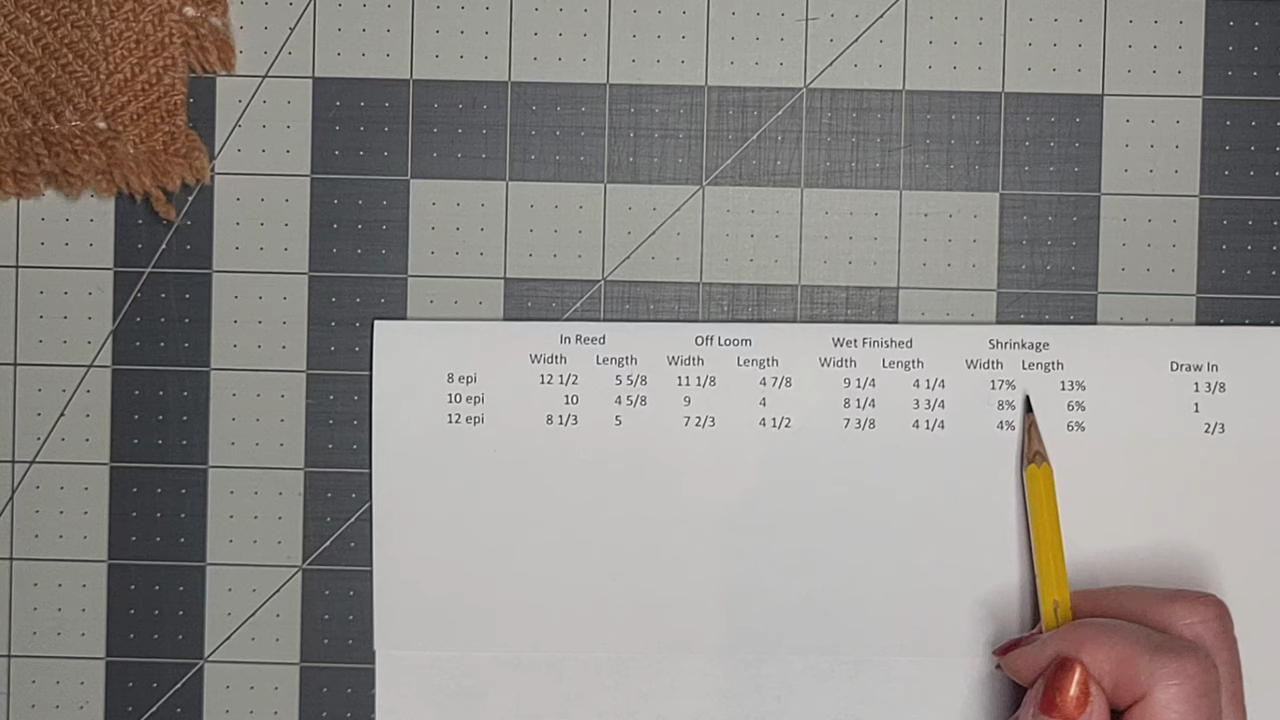 In Reed Off Loom Wet Finished Shrinkage
Width Length Width Length Width Length Width Length Draw In
8 epi 12 1/2 5 5/8 11 1/8 4 7/8 9 1/4 4 1/4 17% 13% 1 3/8
10 epi 10 4 5/8 9 4 8 1/4 3 3/4 8% 6% 1
12 epi 8 1/3 5 7 2/3 4 1/2 7 3/8 4 1/4 4% 6% 2/3